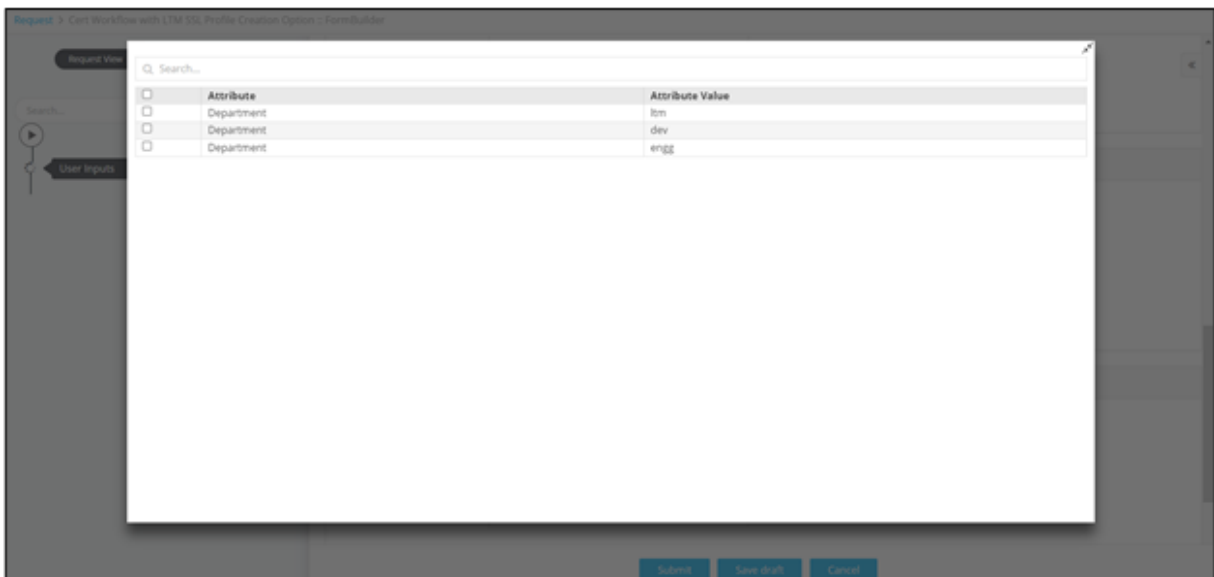 Request > Cert Workflow with LTM SSL Profile Creation Option :: FormBuilder
Request View
Search...
Search...
Attribute Attribute Value
Department ltm
Department dev
Department engg
User Inputs
Submit Save draft Cancel